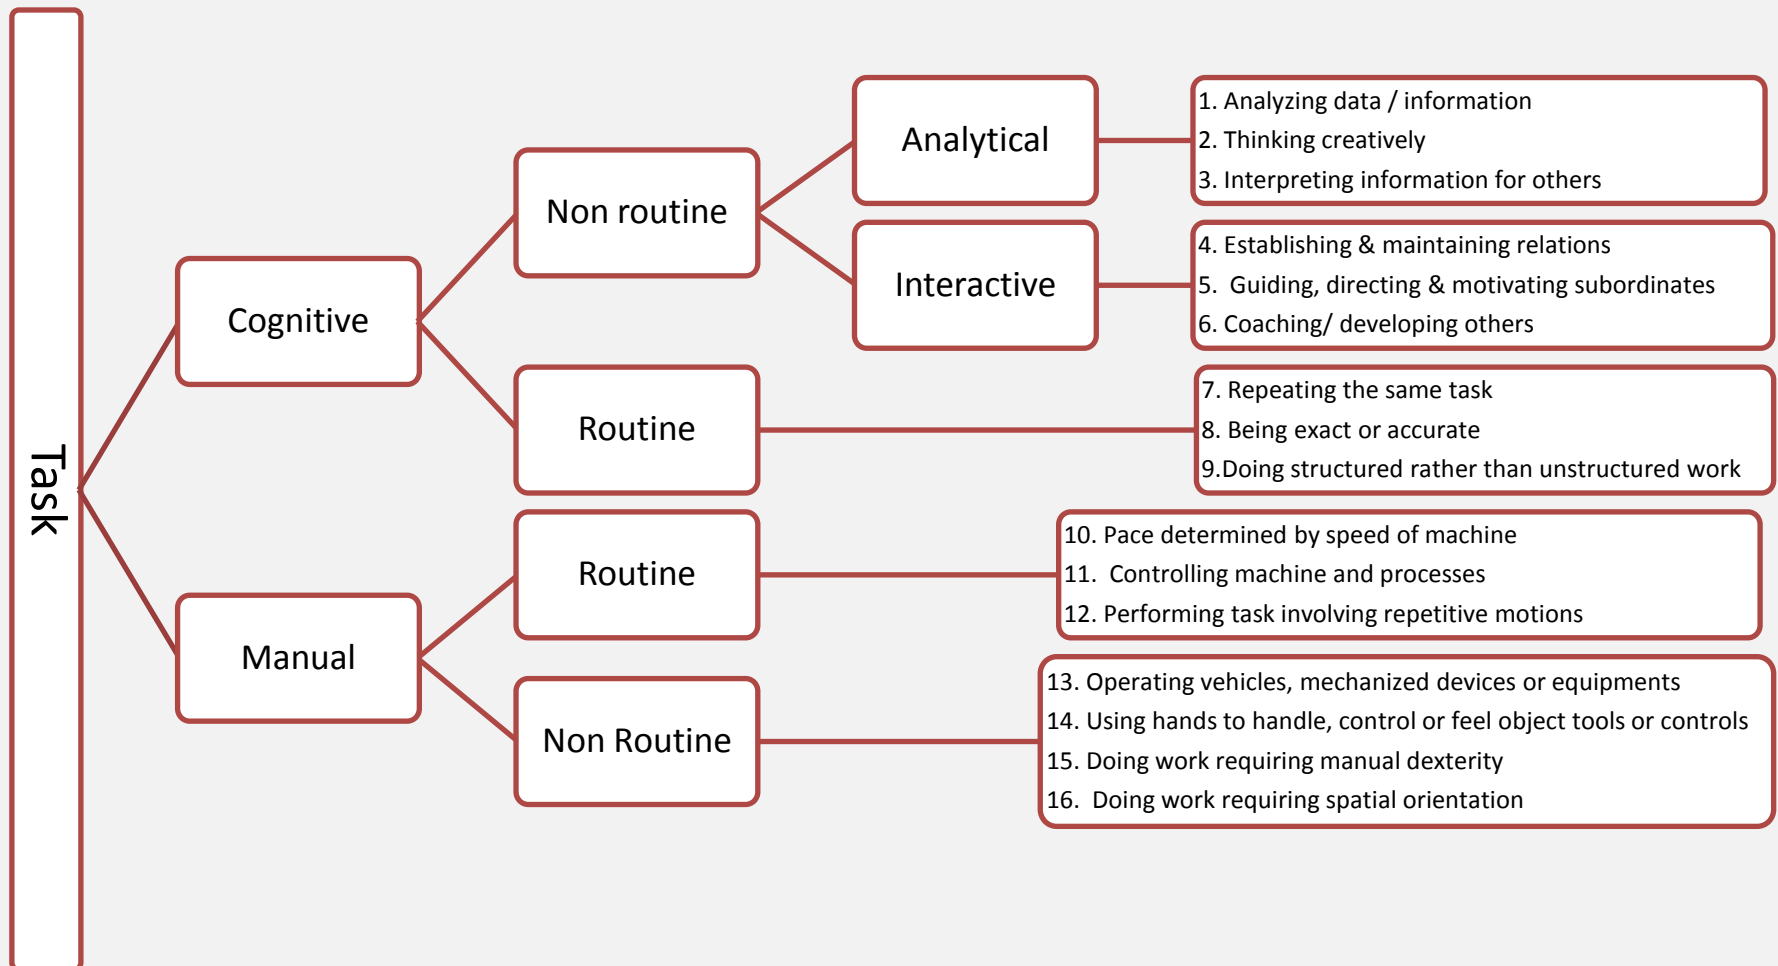 Task
Cognitive
Non routine
Analytical
1. Analyzing data / information
2. Thinking creatively
3. Interpreting information for others
Interactive
4. Establishing & maintaining relations
5.  Guiding, directing & motivating subordinates
6. Coaching/ developing others
Routine
7. Repeating the same task
8. Being exact or accurate
9.Doing structured rather than unstructured work
Manual
Routine
10. Pace determined by speed of machine
11.  Controlling machine and processes
12. Performing task involving repetitive motions
Non Routine
13. Operating vehicles, mechanized devices or equipments
14. Using hands to handle, control or feel object tools or controls
15. Doing work requiring manual dexterity
16.  Doing work requiring spatial orientation